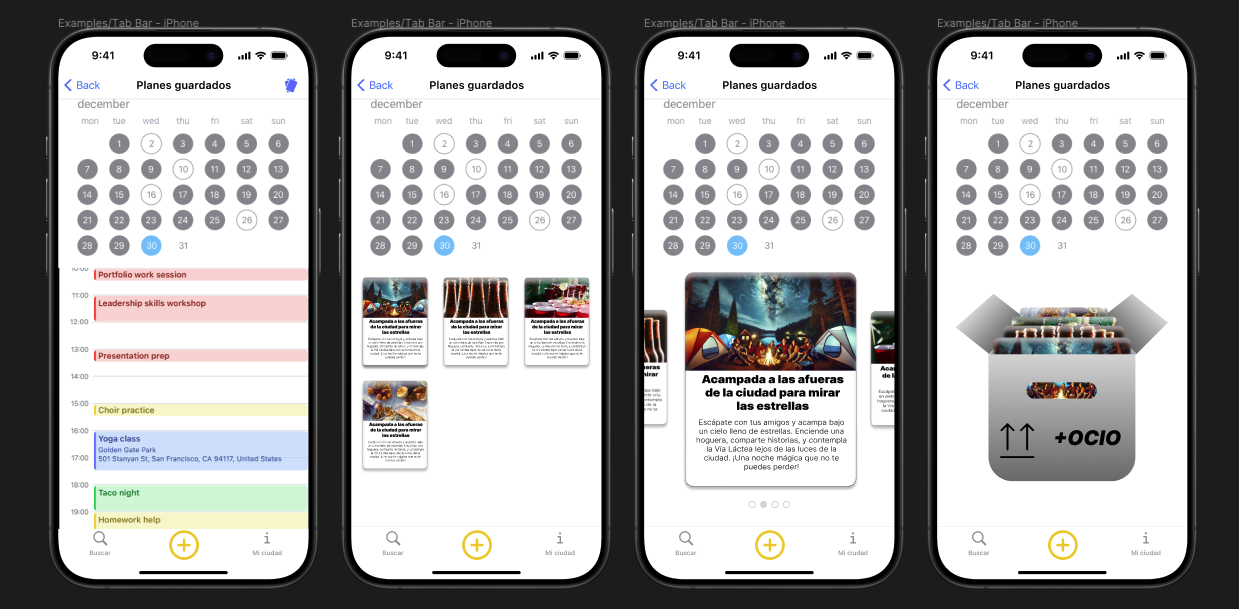 Examples/Tab Bar - iPhone
9:41
Back
Planes guardados
december
mon tue wed thu fri sat sun
1 2 3 4 5 6
7 8 9 10 11 12 13
14 15 16 17 18 19 20
21 22 23 24 25 26 27
28 29 30 31
10:00
Portfolio work session
11:00
Leadership skills workshop
12:00
13:00
Presentation prep
14:00
15:00
Choir practice
16:00
Yoga class
Golden Gate Park
17:00
501 Stanyan St, San Francisco, CA 94117, United States
18:00
Taco night
19:00
Homework help
Buscar
Mi ciudad
Examples/Tab Bar - iPhone
9:41
Back
Planes guardados
december
mon tue wed thu fri sat sun
1 2 3 4 5 6
7 8 9 10 11 12 13
14 15 16 17 18 19 20
21 22 23 24 25 26 27
28 29 30 31
Acampada a las afueras
de la ciudad para mirar
las estrellas
Acampada a las afueras
de la ciudad para mirar
las estrellas
Acampada a las afueras
de la ciudad para mirar
las estrellas
Acampada a las afueras
de la ciudad para mirar
las estrellas
Buscar
Mi ciudad
Examples/Tab Bar - iPhone
9:41
Back
Planes guardados
december
mon tue wed thu fri sat sun
1 2 3 4 5 6
7 8 9 10 11 12 13
14 15 16 17 18 19 20
21 22 23 24 25 26 27
28 29 30 31
Acampada a las afueras
de la ciudad para mirar
las estrellas
Escápate con tus amigos y acampa bajo
un cielo lleno de estrellas. Enciende una
hoguera, comparte historias, y contempla
la Vía Láctea lejos de las luces de la
ciudad. ¡Una noche mágica que no te
puedes perder!
Buscar
Mi ciudad
Examples/Tab Bar - iPhone
9:41
Back
Planes guardados
december
mon tue wed thu fri sat sun
1 2 3 4 5 6
7 8 9 10 11 12 13
14 15 16 17 18 19 20
21 22 23 24 25 26 27
28 29 30 31
+OCIO
Buscar
Mi ciudad